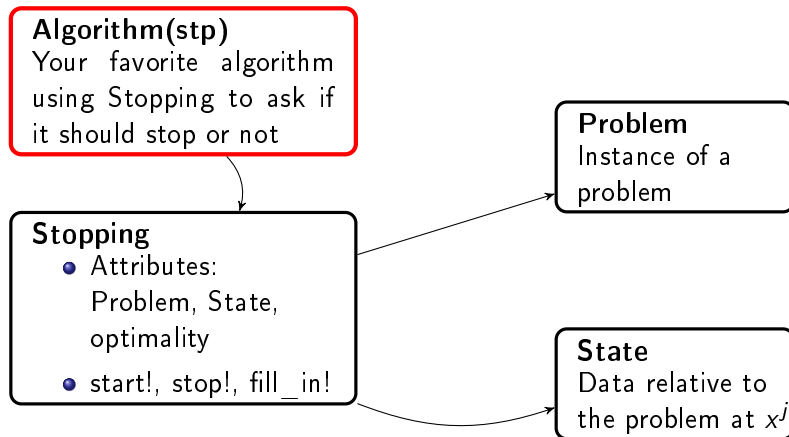 Algorithm(stp)
Your favorite algorithm
using Stopping to ask if
it should stop or not
Problem
Instance of a
problem
Stopping
Attributes:
Problem, State,
optimality
start!, stop!, fill_in!
State
Data relative to
the problem at x^j